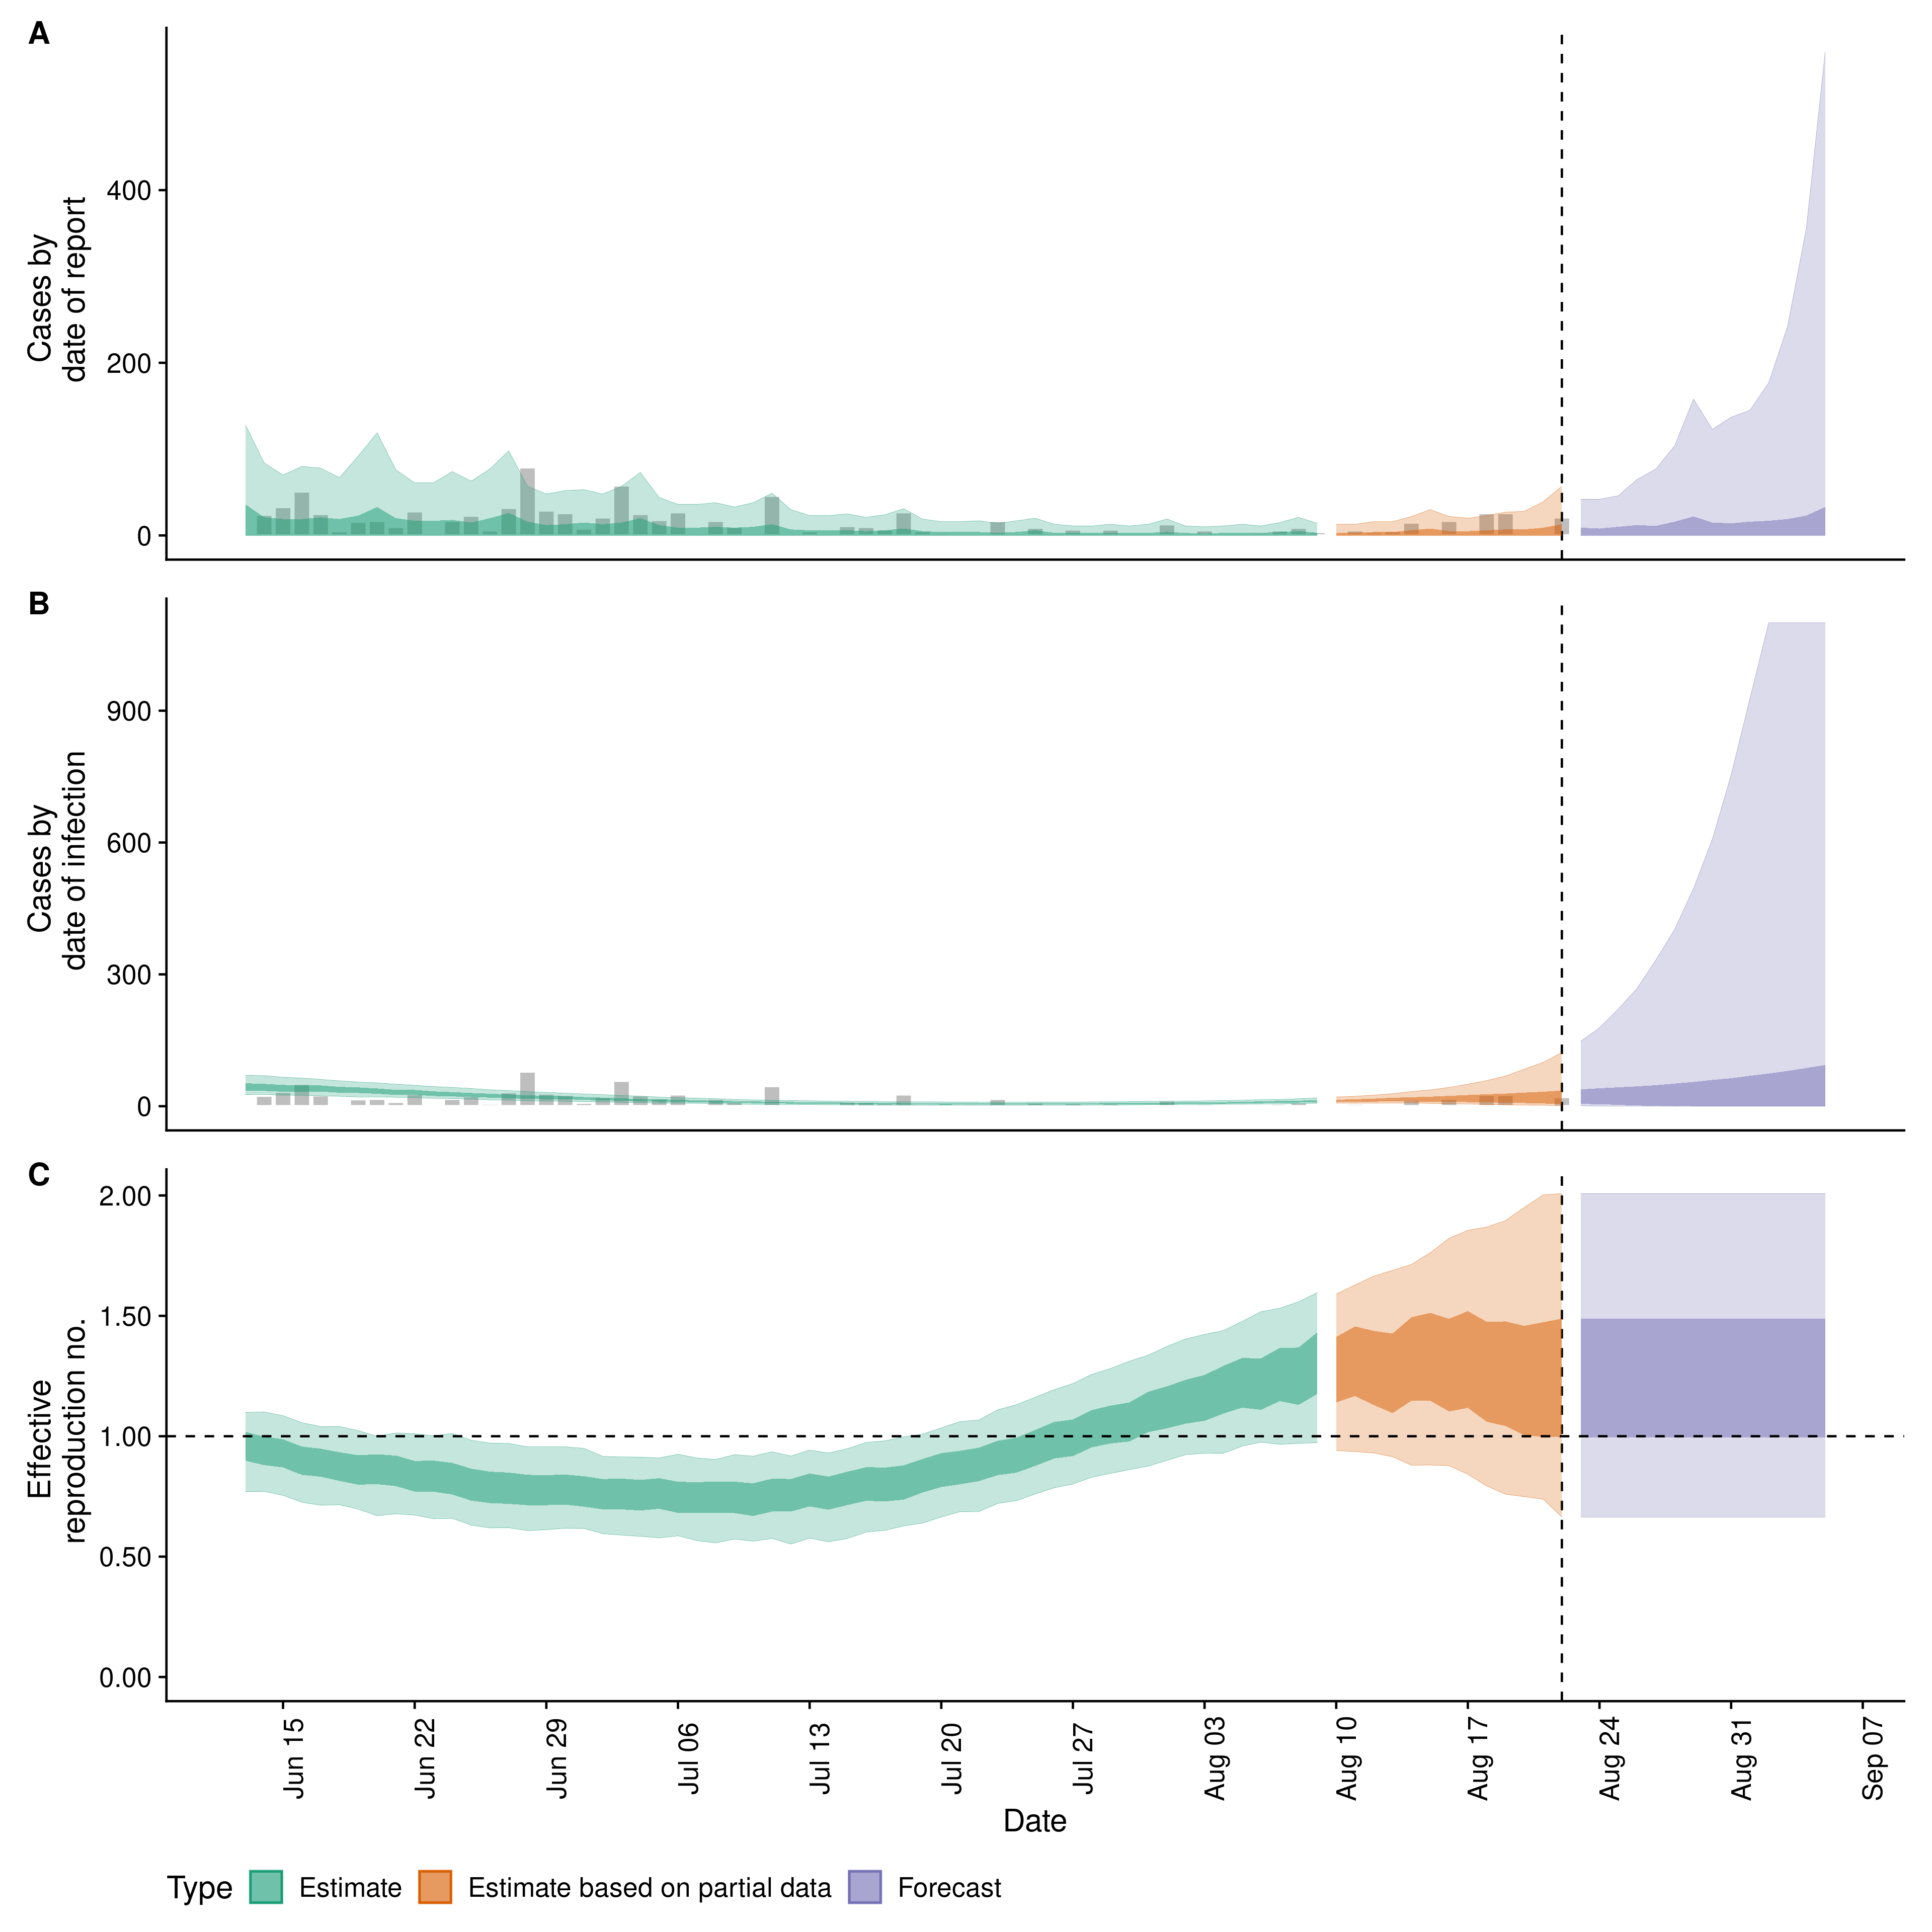 A
Cases by
date of report
400
200
0
B
Cases by
date of infection
900
600
300
0
C
Effective
reproduction no.
2.00
1.50
1.00
0.50
0.00
Jun 15
Jun 22
Jun 29
Jul 06
Jul 13
Jul 20
Jul 27
Aug 03
Aug 10
Aug 17
Aug 24
Aug 31
Sep 07
Date
Type Estimate Estimate based on partial data Forecast